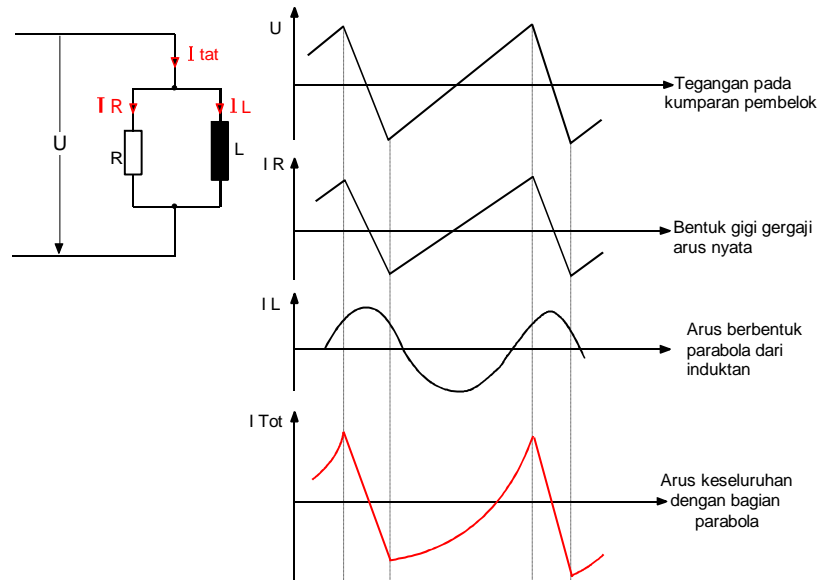 I tat
I R
I L
U
R
L
U
Tegangan pada
kumparan pembelok
I R
Bentuk gigi gergaji
arus nyata
I L
Arus berbentuk
parabola dari
induktan
I Tot
Arus keseluruhan
dengan bagian
parabola